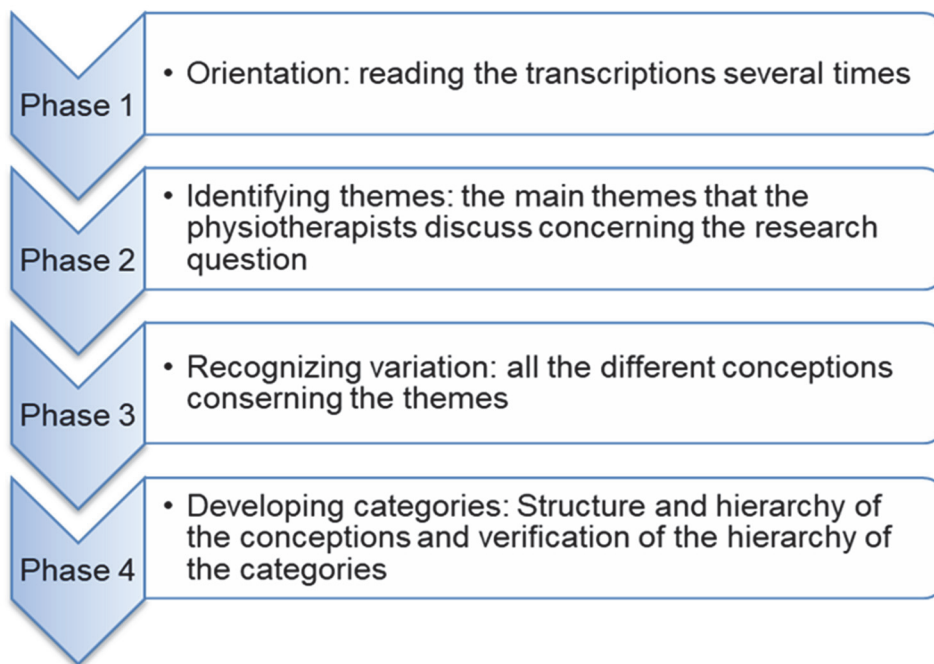 Phase 1
• Orientation: reading the transcriptions several times
Phase 2
• Identifying themes: the main themes that the
physiotherapists discuss concerning the research
question
Phase 3
• Recognizing variation: all the different conceptions
conserning the themes
Phase 4
• Developing categories: Structure and hierarchy of
the conceptions and verification of the hierarchy of
the categories